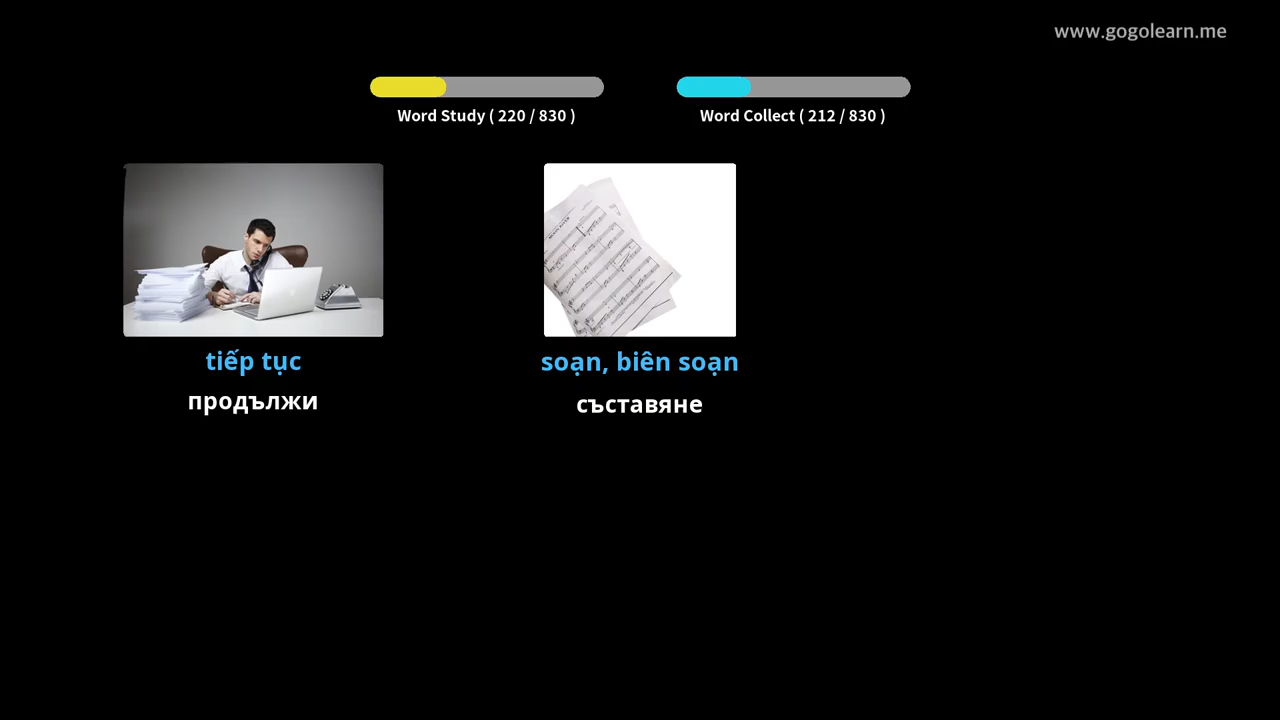 www.gogolearn.me
Word Study ( 220 / 830 )
Word Collect ( 212 / 830 )
tiếp tục
продължи
soạn, biên soạn
съставяне